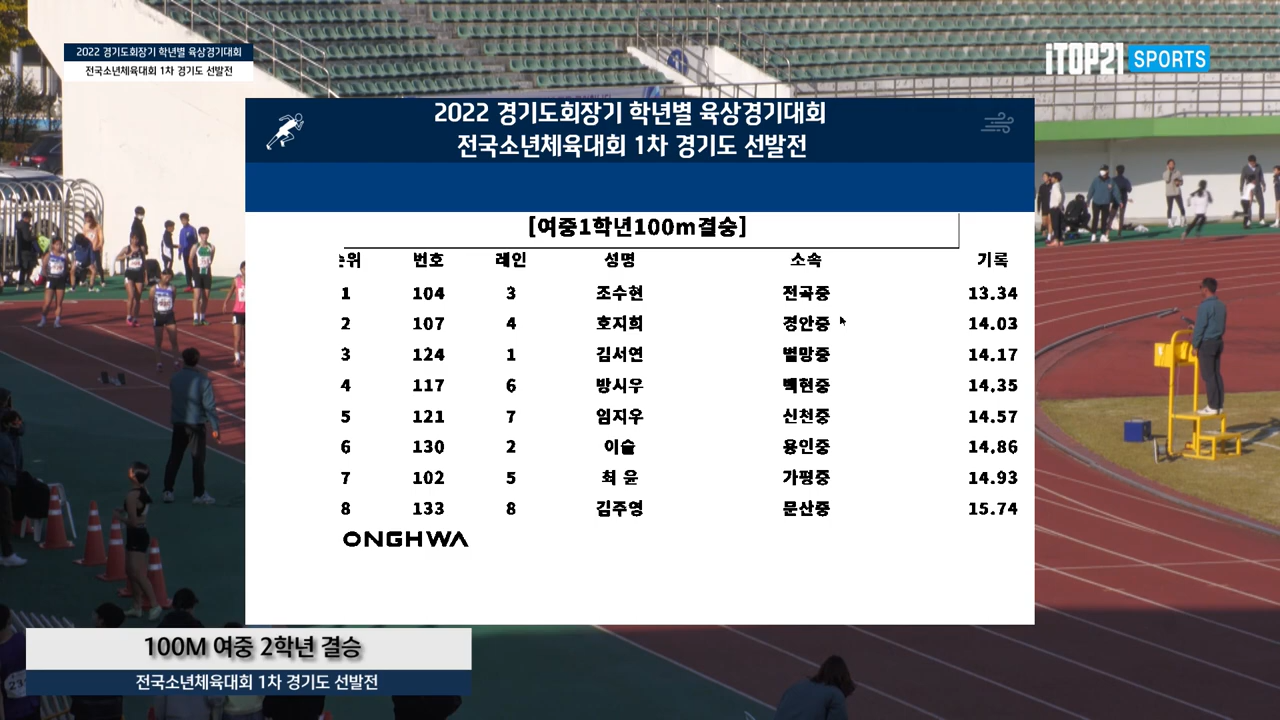 2022 경기도회장기 학년별 육상경기대회
전국소년체육대회 1차 경기도 선발전
iTOP21 SPORTS
2022 경기도회장기 학년별 육상경기대회
전국소년체육대회 1차 경기도 선발전
[여중1학년100m결승]
순위 번호 레인 성명 소속 기록
1 104 3 조수현 전곡중 13.34
2 107 4 호지희 경안중 14.03
3 124 1 김서연 별망중 14.17
4 117 6 방시우 백현중 14.35
5 121 7 엄지우 신천중 14.57
6 130 2 이슬 용인중 14.86
7 102 5 최 윤 가평중 14.93
8 133 8 김주영 문산중 15.74
ONGHWA
100M 여중 2학년 결승
전국소년체육대회 1차 경기도 선발전